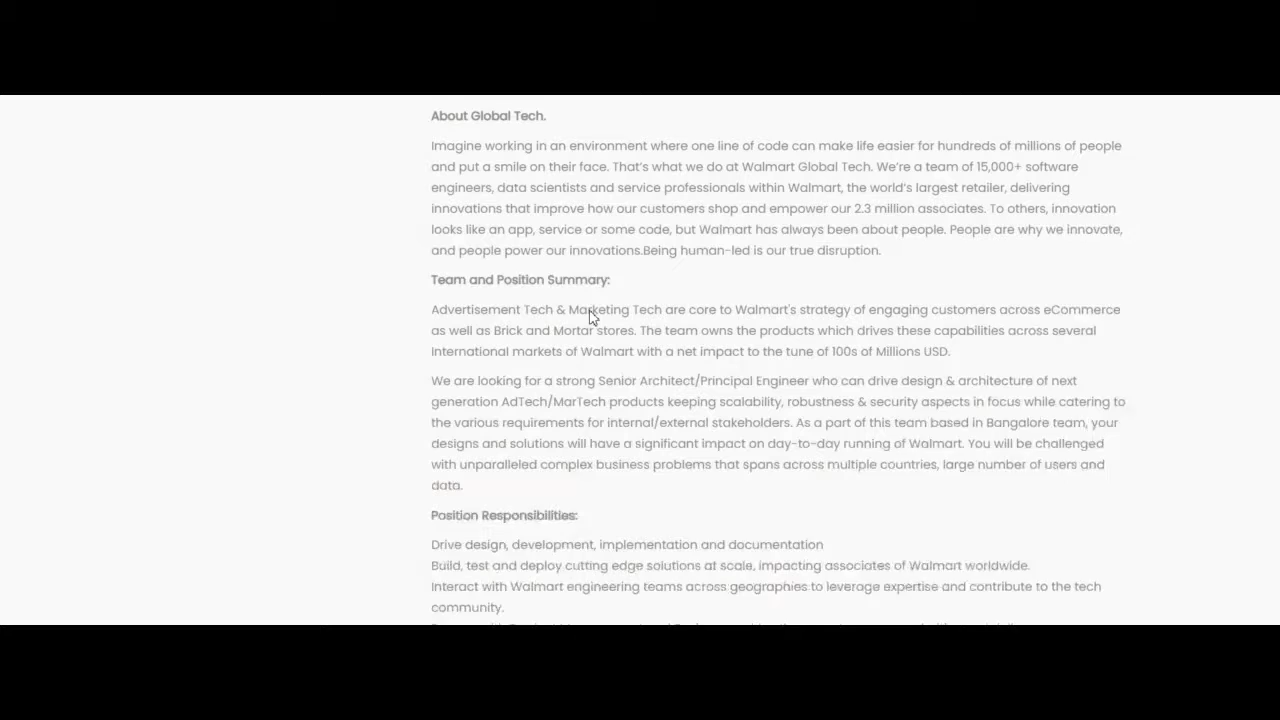 About Global Tech.
Imagine working in an environment where one line of code can make life easier for hundreds of millions of people
and put a smile on their face. That's what we do at Walmart Global Tech. We're a team of 15,000+ software
engineers, data scientists and service professionals within Walmart, the world's largest retailer, delivering
innovations that improve how our customers shop and empower our 2.3 million associates. To others, innovation
looks like an app, service or some code, but Walmart has always been about people. People are why we innovate,
and people power our innovations.Being human-led is our true disruption.
Team and Position Summary:
Advertisement Tech & Marketing Tech are core to Walmart's strategy of engaging customers across eCommerce
as well as Brick and Mortar stores. The team owns the products which drives these capabilities across several
International markets of Walmart with a net impact to the tune of 100s of Millions USD.
We are looking for a strong Senior Architect/Principal Engineer who can drive design & architecture of next
generation AdTech/MarTech products keeping scalability, robustness & security aspects in focus while catering to
the various requirements for internal/external stakeholders. As a part of this team based in Bangalore team, your
designs and solutions will have a significant impact on day-to-day running of Walmart. You will be challenged
with unparalleled complex business problems that spans across multiple countries, large number of users and
data.
Position Responsibilities:
Drive design, development, implementation and documentation
Build, test and deploy cutting edge solutions at scale, impacting associates of Walmart worldwide.
Interact with Walmart engineering teams across geographies to leverage expertise and contribute to the tech
community.